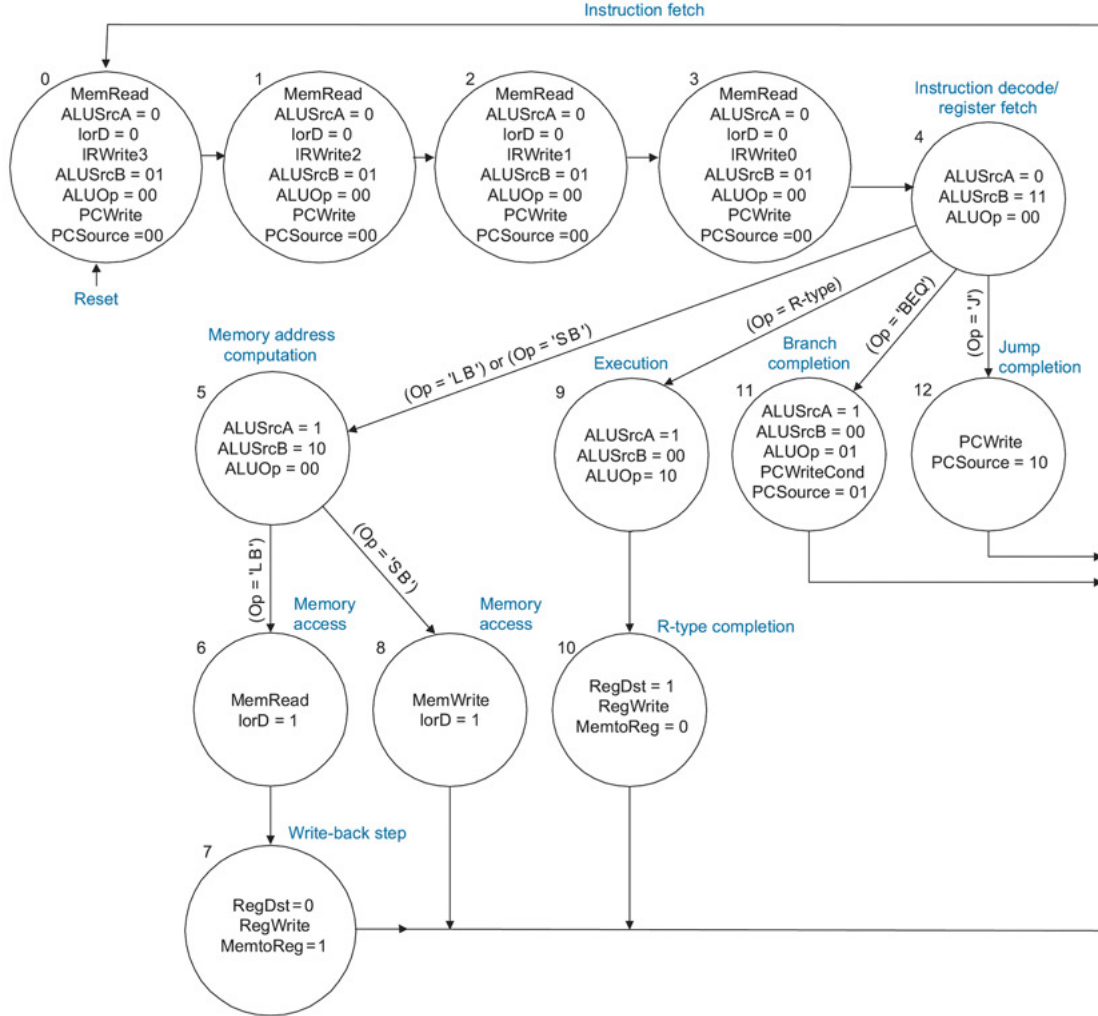 Instruction fetch
0
MemRead
ALUSrcA = 0
IorD = 0
IRWrite3
ALUSrcB = 01
ALUOp = 00
PCWrite
PCSource =00
Reset
1
MemRead
ALUSrcA = 0
IorD = 0
IRWrite2
ALUSrcB = 01
ALUOp = 00
PCWrite
PCSource =00
2
MemRead
ALUSrcA = 0
IorD = 0
IRWrite1
ALUSrcB = 01
ALUOp = 00
PCWrite
PCSource =00
3
MemRead
ALUSrcA = 0
IorD = 0
IRWrite0
ALUSrcB = 01
ALUOp = 00
PCWrite
PCSource =00
Instruction decode/
register fetch
4
ALUSrcA = 0
ALUSrcB = 11
ALUOp = 00
(Op = 'LB') or (Op = 'SB')
(Op = R-type)
(Op = 'BEQ')
(Op = 'J')
Memory address
computation
5
ALUSrcA = 1
ALUSrcB = 10
ALUOp = 00
Execution
9
ALUSrcA =1
ALUSrcB = 00
ALUOp= 10
Branch
completion
11
ALUSrcA = 1
ALUSrcB = 00
ALUOp = 01
PCWriteCond
PCSource = 01
Jump
completion
12
PCWrite
PCSource = 10
(Op = 'LB')
(Op = 'SB')
Memory
access
6
MemRead
IorD = 1
Memory
access
8
MemWrite
IorD = 1
R-type completion
10
RegDst = 1
RegWrite
MemtoReg = 0
Write-back step
7
RegDst=0
RegWrite
MemtoReg=1